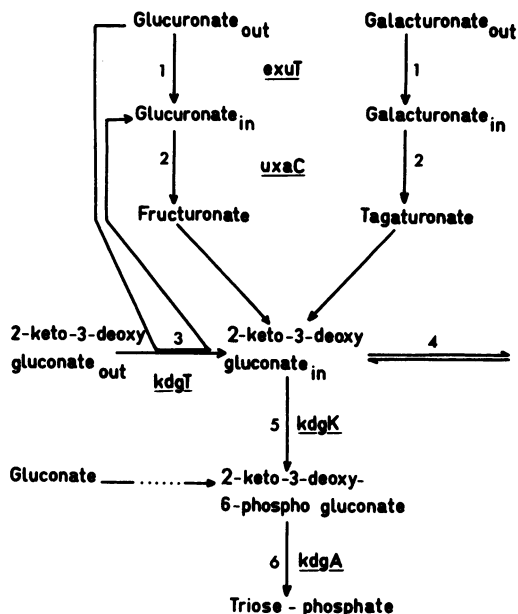 Glucuronate out Galacturonate out
1 exuT 1
Glucuronate in Galacturonate in
2 uxaC 2
Fructuronate Tagaturonate
2-keto-3-deoxy 3 2-keto-3-deoxy 4
gluconate out kdgT gluconate in
5 kdgK
Gluconate 2-keto-3-deoxy-
6-phospho gluconate
6 kdgA
Triose - phosphate